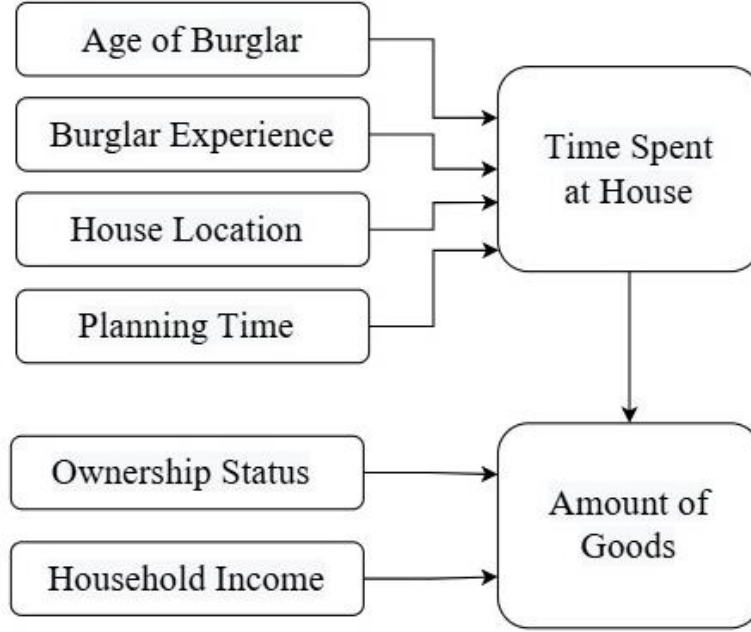 Age of Burglar
Burglar Experience
House Location
Planning Time
Time Spent
at House
Ownership Status
Household Income
Amount of
Goods